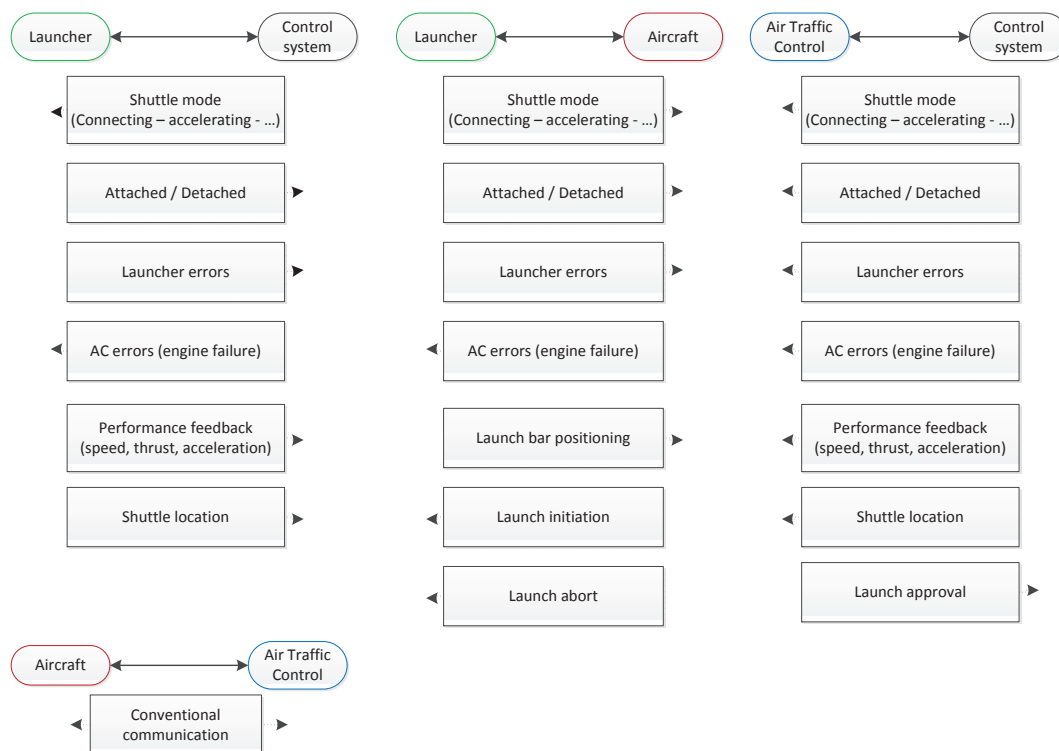 Launcher
Control
system
Shuttle mode
(Connecting – accelerating - ...)
Attached / Detached
Launcher errors
AC errors (engine failure)
Performance feedback
(speed, thrust, acceleration)
Shuttle location
Launcher
Aircraft
Shuttle mode
(Connecting – accelerating - ...)
Attached / Detached
Launcher errors
AC errors (engine failure)
Launch bar positioning
Launch initiation
Launch abort
Air Traffic
Control
Control
system
Shuttle mode
(Connecting – accelerating - ...)
Attached / Detached
Launcher errors
AC errors (engine failure)
Performance feedback
(speed, thrust, acceleration)
Shuttle location
Launch approval
Aircraft
Air Traffic
Control
Conventional
communication